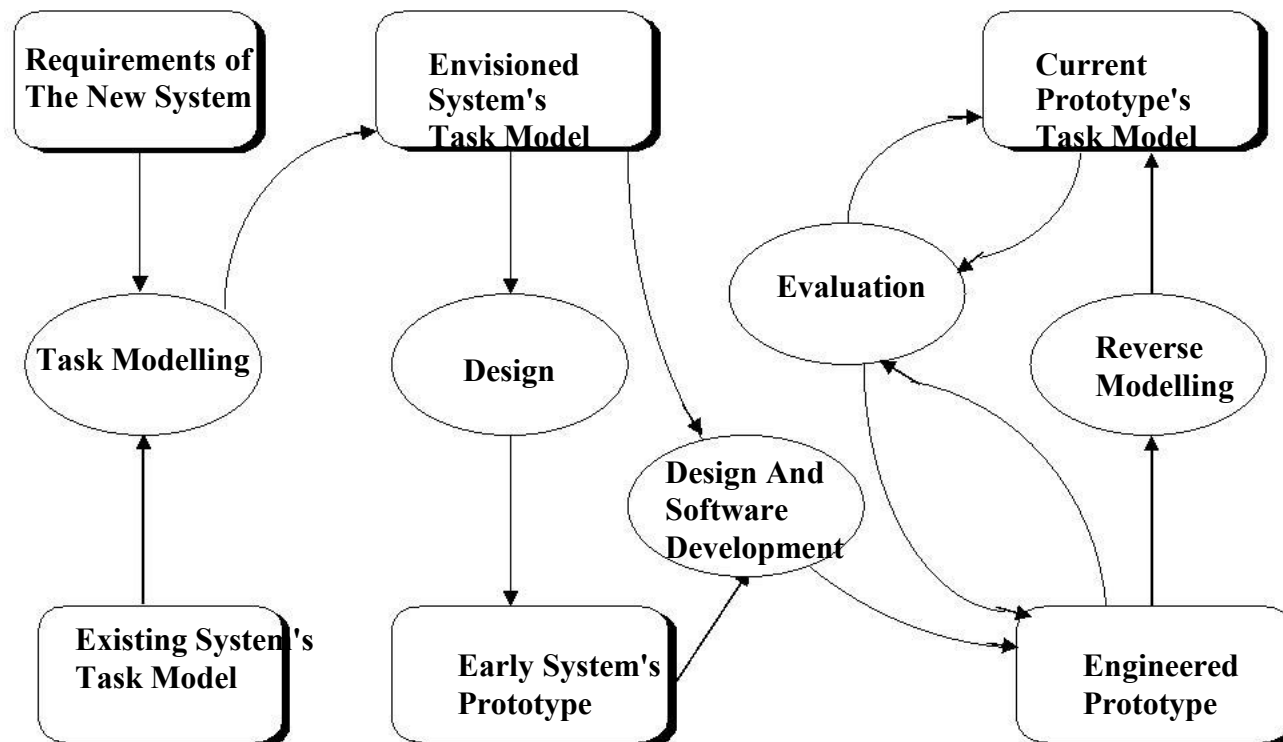 Requirements of
The New System
Envisioned
System's
Task Model
Current
Prototype's
Task Model
Task Modelling
Design
Evaluation
Reverse
Modelling
Design And
Software
Development
Existing System's
Task Model
Early System's
Prototype
Engineered
Prototype